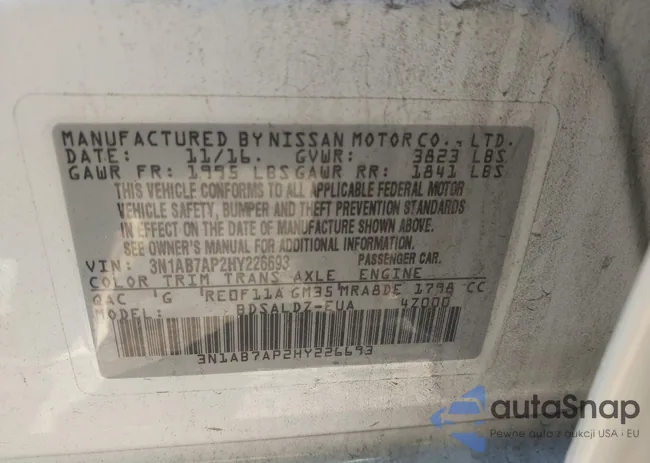 MANUFACTURED BY NISSAN MOTOR CO., LTD.
DATE: 11/16. GVWR: 3823 LBS
GAWR FR: 1995 LBS GAWR RR: 1841 LBS
THIS VEHICLE CONFORMS TO ALL APPLICABLE FEDERAL MOTOR
VEHICLE SAFETY, BUMPER AND THEFT PREVENTION STANDARDS
IN EFFECT ON THE DATE OF MANUFACTURE SHOWN ABOVE.
SEE OWNER'S MANUAL FOR ADDITIONAL INFORMATION.
VIN: 3N1AB7AP2HY226693 PASSENGER CAR.
COLOR TRIM TRANS AXLE ENGINE
QAC G RE0F11A GM35 MRA8DE 1798 CC
BDSALDZ-EUA 4Z000
3N1AB7AP2HY226693
autaSnap
Pewne auta z aukcji USA i EU